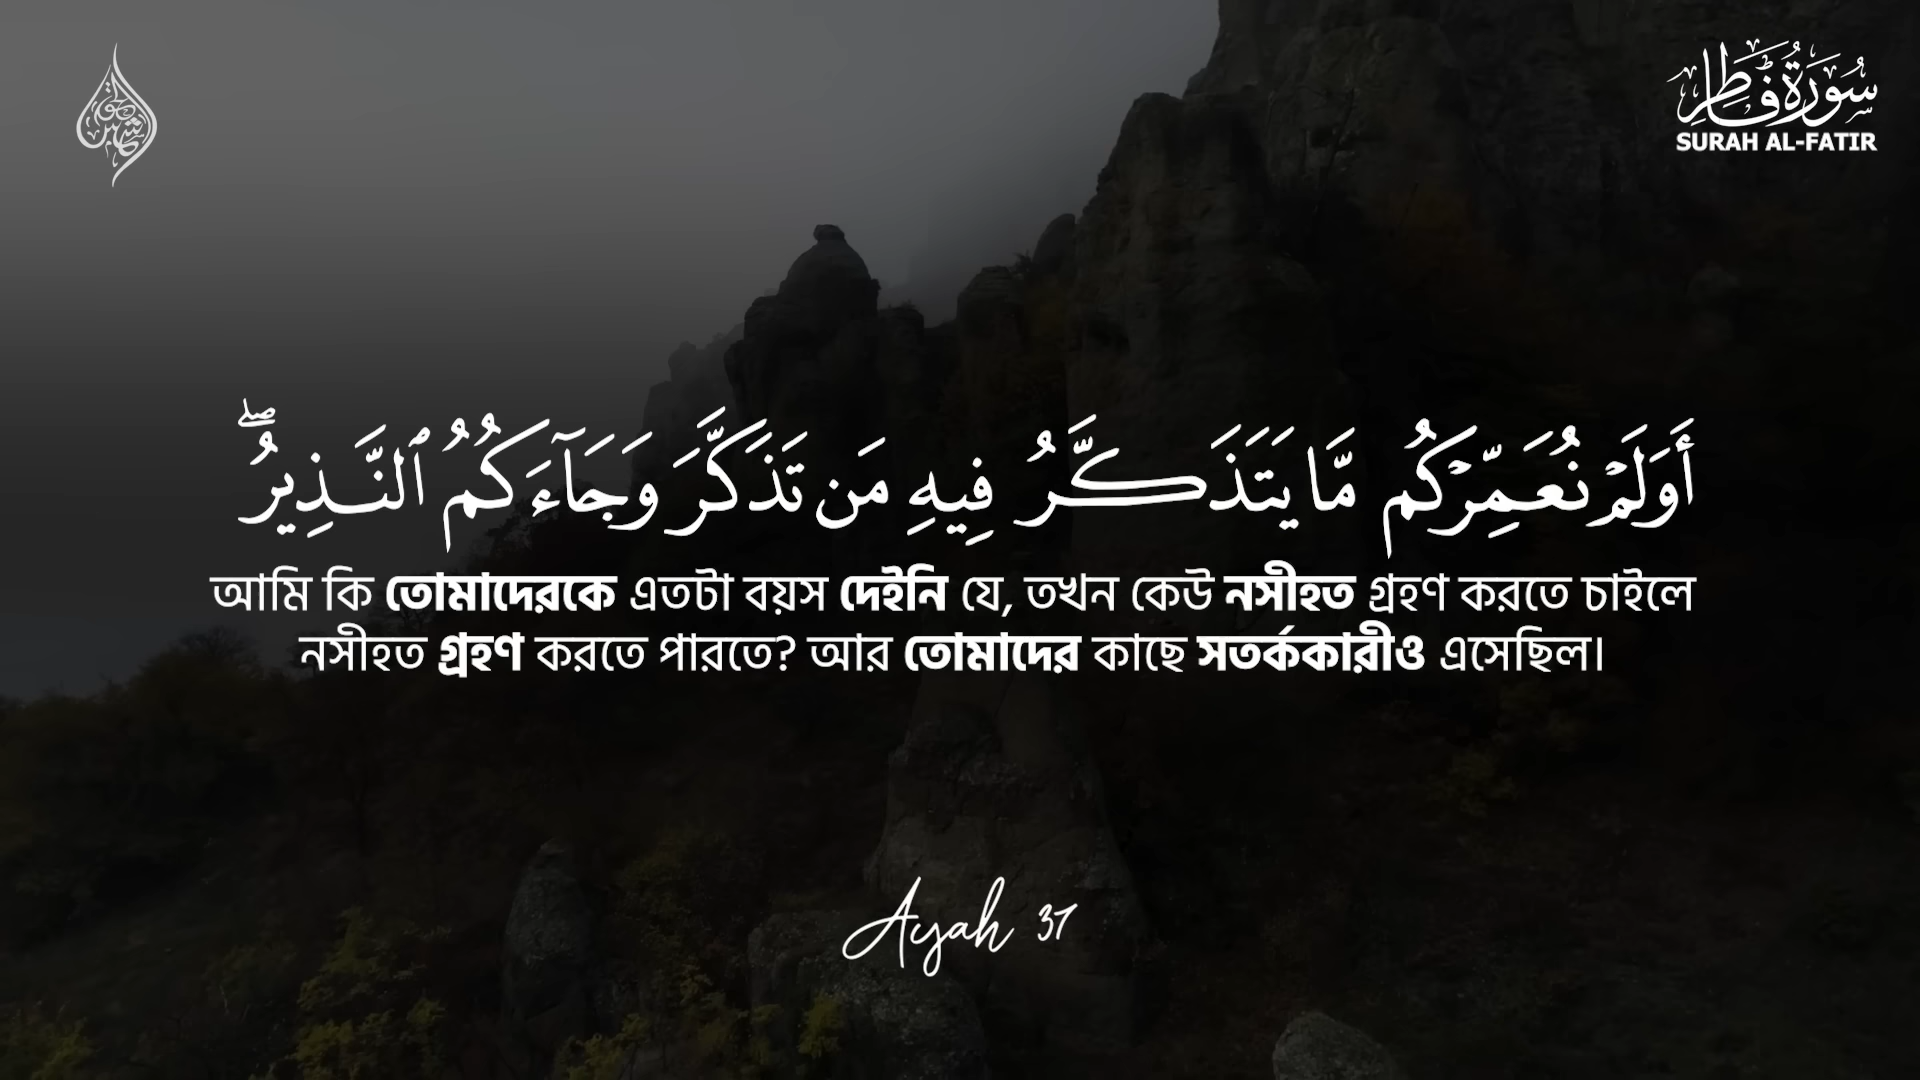 سُورَةُ فَاطِر
SURAH AL-FATIR
أَوَلَمْ نُعَمِّرْكُم مَّا يَتَذَكَّرُ فِيهِ مَن تَذَكَّرَ وَجَآءَكُمُ ٱلنَّذِيرُ ۖ
আমি কি তোমাদেরকে এতটা বয়স দেইনি যে, তখন কেউ নসীহত গ্রহণ করতে চাইলে
নসীহত গ্রহণ করতে পারতে? আর তোমাদের কাছে সতর্ককারীও এসেছিল।
Ayah 37